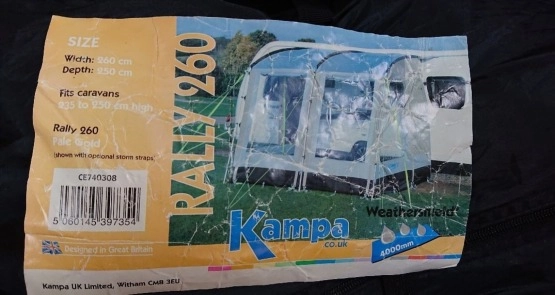 SIZE
Width: 260 cm
Depth: 250 cm
Fits caravans
235 to 250 cm high
Rally 260
Pale Gold
(shown with optional storm straps)
CE740308
5 060145 397354
Designed in Great Britain
Kampa UK Limited, Witham CM8 3EU
RALLY 260
Kampa
co.uk
Weathershield
4000mm